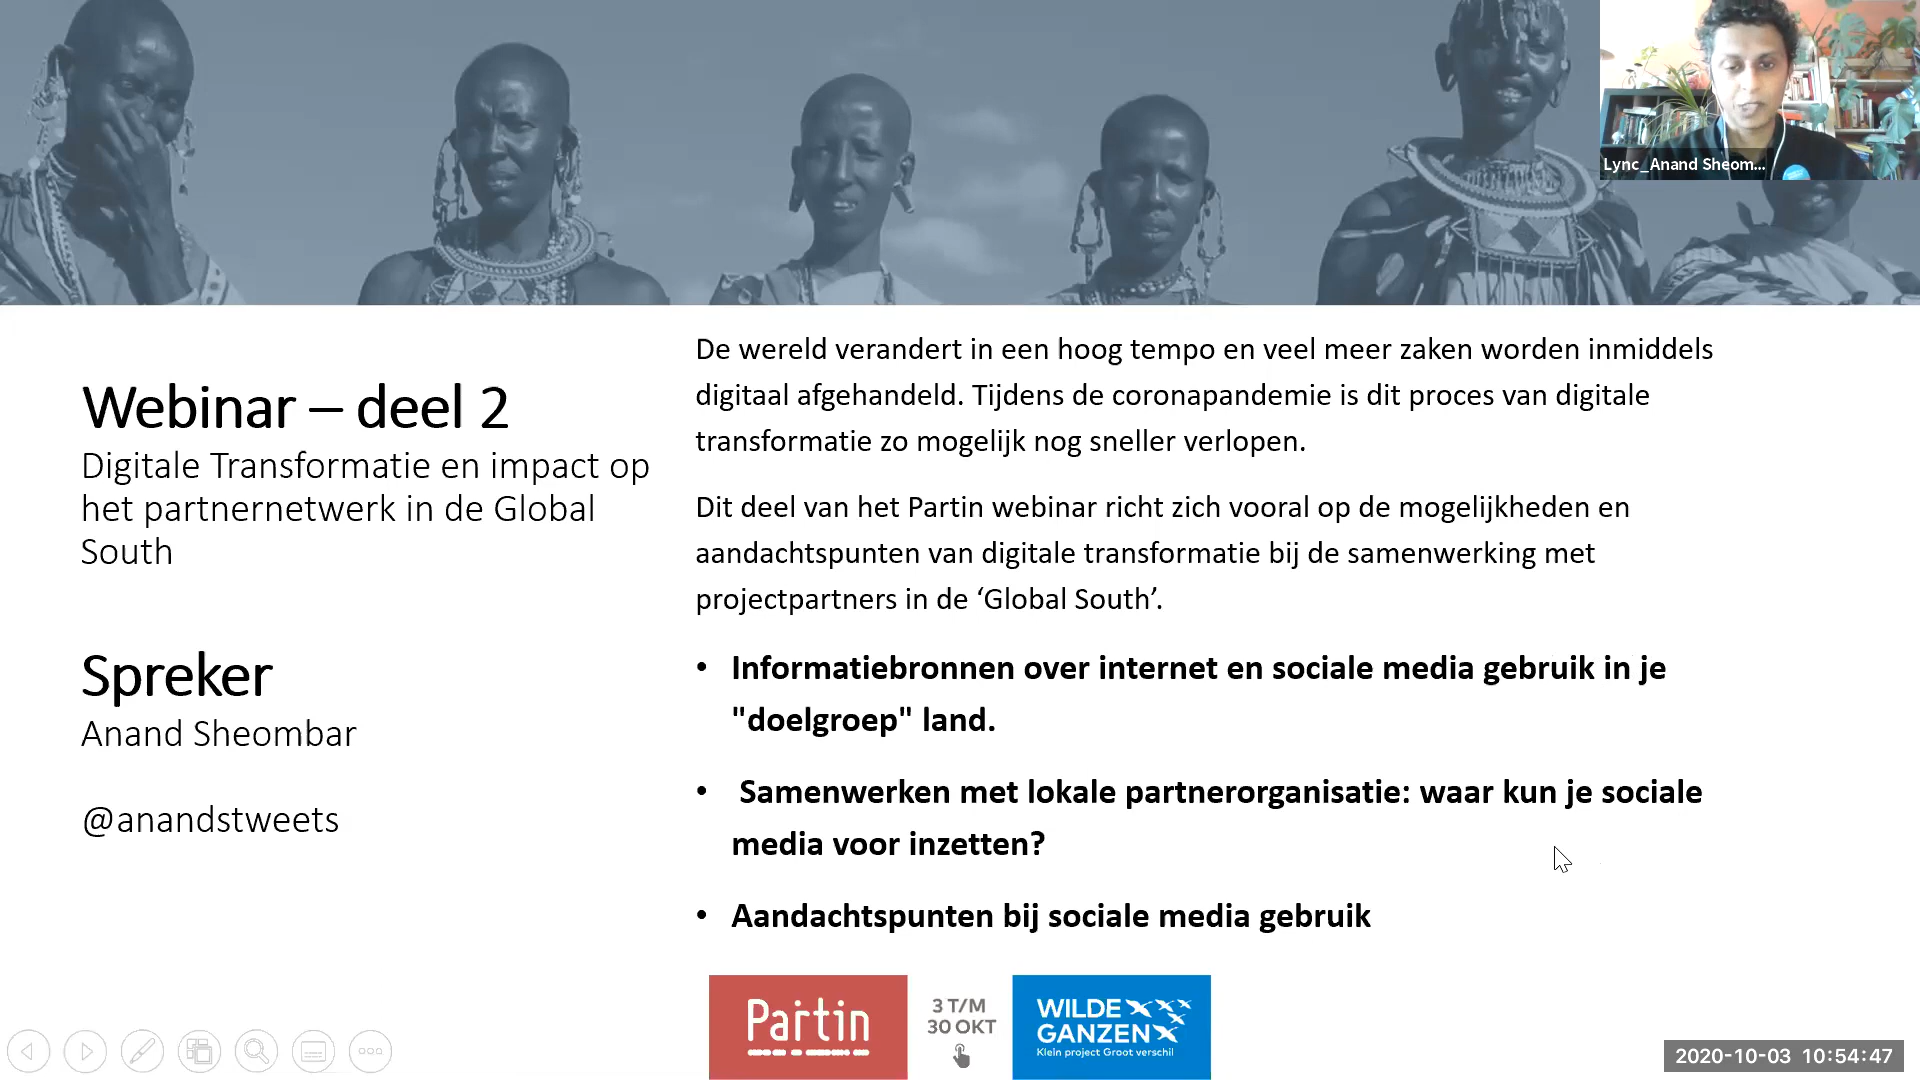 Lync_Anand Sheom...
Webinar – deel 2
Digitale Transformatie en impact op
het partnernetwerk in de Global
South
Spreker
Anand Sheombar
@anandstweets
De wereld verandert in een hoog tempo en veel meer zaken worden inmiddels
digitaal afgehandeld. Tijdens de coronapandemie is dit proces van digitale
transformatie zo mogelijk nog sneller verlopen.
Dit deel van het Partin webinar richt zich vooral op de mogelijkheden en
aandachtspunten van digitale transformatie bij de samenwerking met
projectpartners in de ‘Global South’.
• Informatiebronnen over internet en sociale media gebruik in je
"doelgroep" land.
• Samenwerken met lokale partnerorganisatie: waar kun je sociale
media voor inzetten?
• Aandachtspunten bij sociale media gebruik
Partin
3 T/M
30 OKT
WILDE
GANZEN
Klein project Groot verschil
2020-10-03 10:54:47